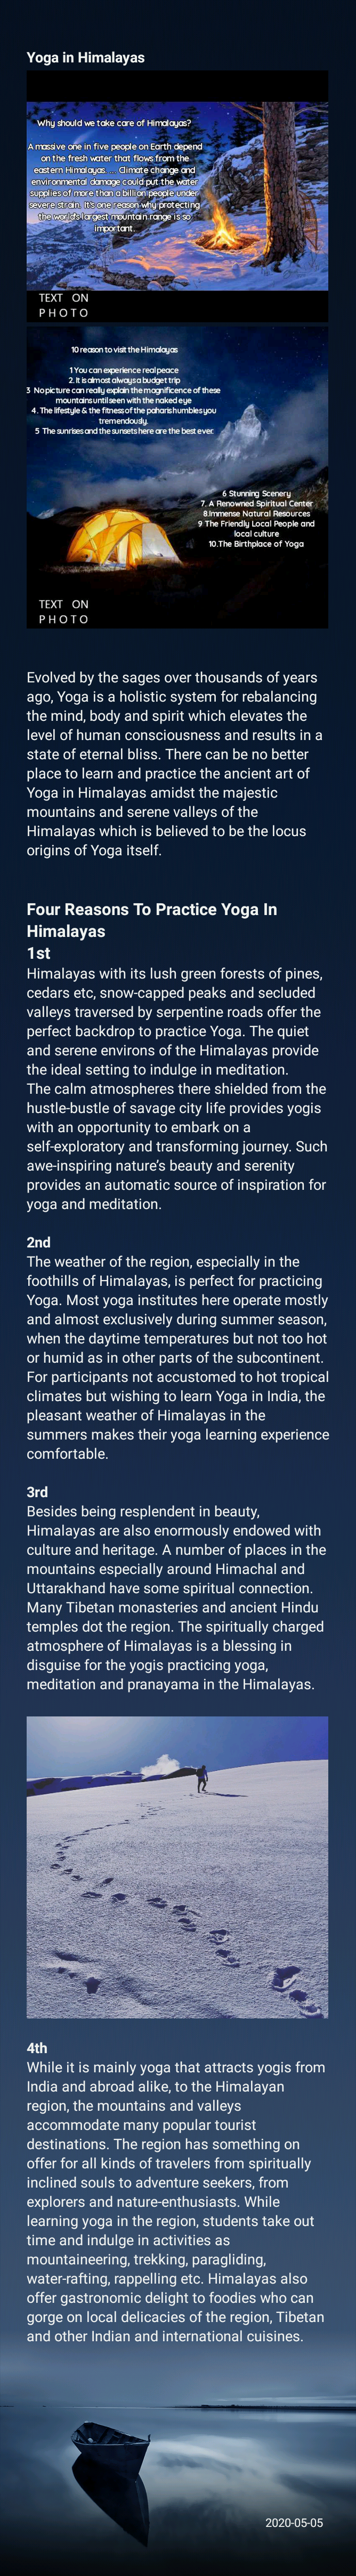 Yoga in Himalayas
Why should we take care of Himalayas?
A massive one in five people on Earth depend
on the fresh water that flows from the
eastern Himalayas. ... Climate change and
environmental damage could put the water
supplies of more than a billion people under
severe strain. It's one reason why protecting
the world's largest mountain range is so
important.
TEXT ON
PHOTO
10 reason to visit the Himalayas
1 You can experience real peace
2. It is almost always a budget trip
3 No picture can really explain the magnificence of these
mountains until seen with the naked eye
4. The lifestyle & the fitness of the paharis humbles you
tremendously.
5 The sunrises and the sunsets here are the best ever.
6 Stunning Scenery
7. A Renowned Spiritual Center
8.Immense Natural Resources
9 The Friendly Local People and
local culture
10.The Birthplace of Yoga
TEXT ON
PHOTO
Evolved by the sages over thousands of years
ago, Yoga is a holistic system for rebalancing
the mind, body and spirit which elevates the
level of human consciousness and results in a
state of eternal bliss. There can be no better
place to learn and practice the ancient art of
Yoga in Himalayas amidst the majestic
mountains and serene valleys of the
Himalayas which is believed to be the locus
origins of Yoga itself.
Four Reasons To Practice Yoga In
Himalayas
1st
Himalayas with its lush green forests of pines,
cedars etc, snow-capped peaks and secluded
valleys traversed by serpentine roads offer the
perfect backdrop to practice Yoga. The quiet
and serene environs of the Himalayas provide
the ideal setting to indulge in meditation.
The calm atmospheres there shielded from the
hustle-bustle of savage city life provides yogis
with an opportunity to embark on a
self-exploratory and transforming journey. Such
awe-inspiring nature's beauty and serenity
provides an automatic source of inspiration for
yoga and meditation.
2nd
The weather of the region, especially in the
foothills of Himalayas, is perfect for practicing
Yoga. Most yoga institutes here operate mostly
and almost exclusively during summer season,
when the daytime temperatures but not too hot
or humid as in other parts of the subcontinent.
For participants not accustomed to hot tropical
climates but wishing to learn Yoga in India, the
pleasant weather of Himalayas in the
summers makes their yoga learning experience
comfortable.
3rd
Besides being resplendent in beauty,
Himalayas are also enormously endowed with
culture and heritage. A number of places in the
mountains especially around Himachal and
Uttarakhand have some spiritual connection.
Many Tibetan monasteries and ancient Hindu
temples dot the region. The spiritually charged
atmosphere of Himalayas is a blessing in
disguise for the yogis practicing yoga,
meditation and pranayama in the Himalayas.
4th
While it is mainly yoga that attracts yogis from
India and abroad alike, to the Himalayan
region, the mountains and valleys
accommodate many popular tourist
destinations. The region has something on
offer for all kinds of travelers from spiritually
inclined souls to adventure seekers, from
explorers and nature-enthusiasts. While
learning yoga in the region, students take out
time and indulge in activities as
mountaineering, trekking, paragliding,
water-rafting, rappelling etc. Himalayas also
offer gastronomic delight to foodies who can
gorge on local delicacies of the region, Tibetan
and other Indian and international cuisines.
2020-05-05